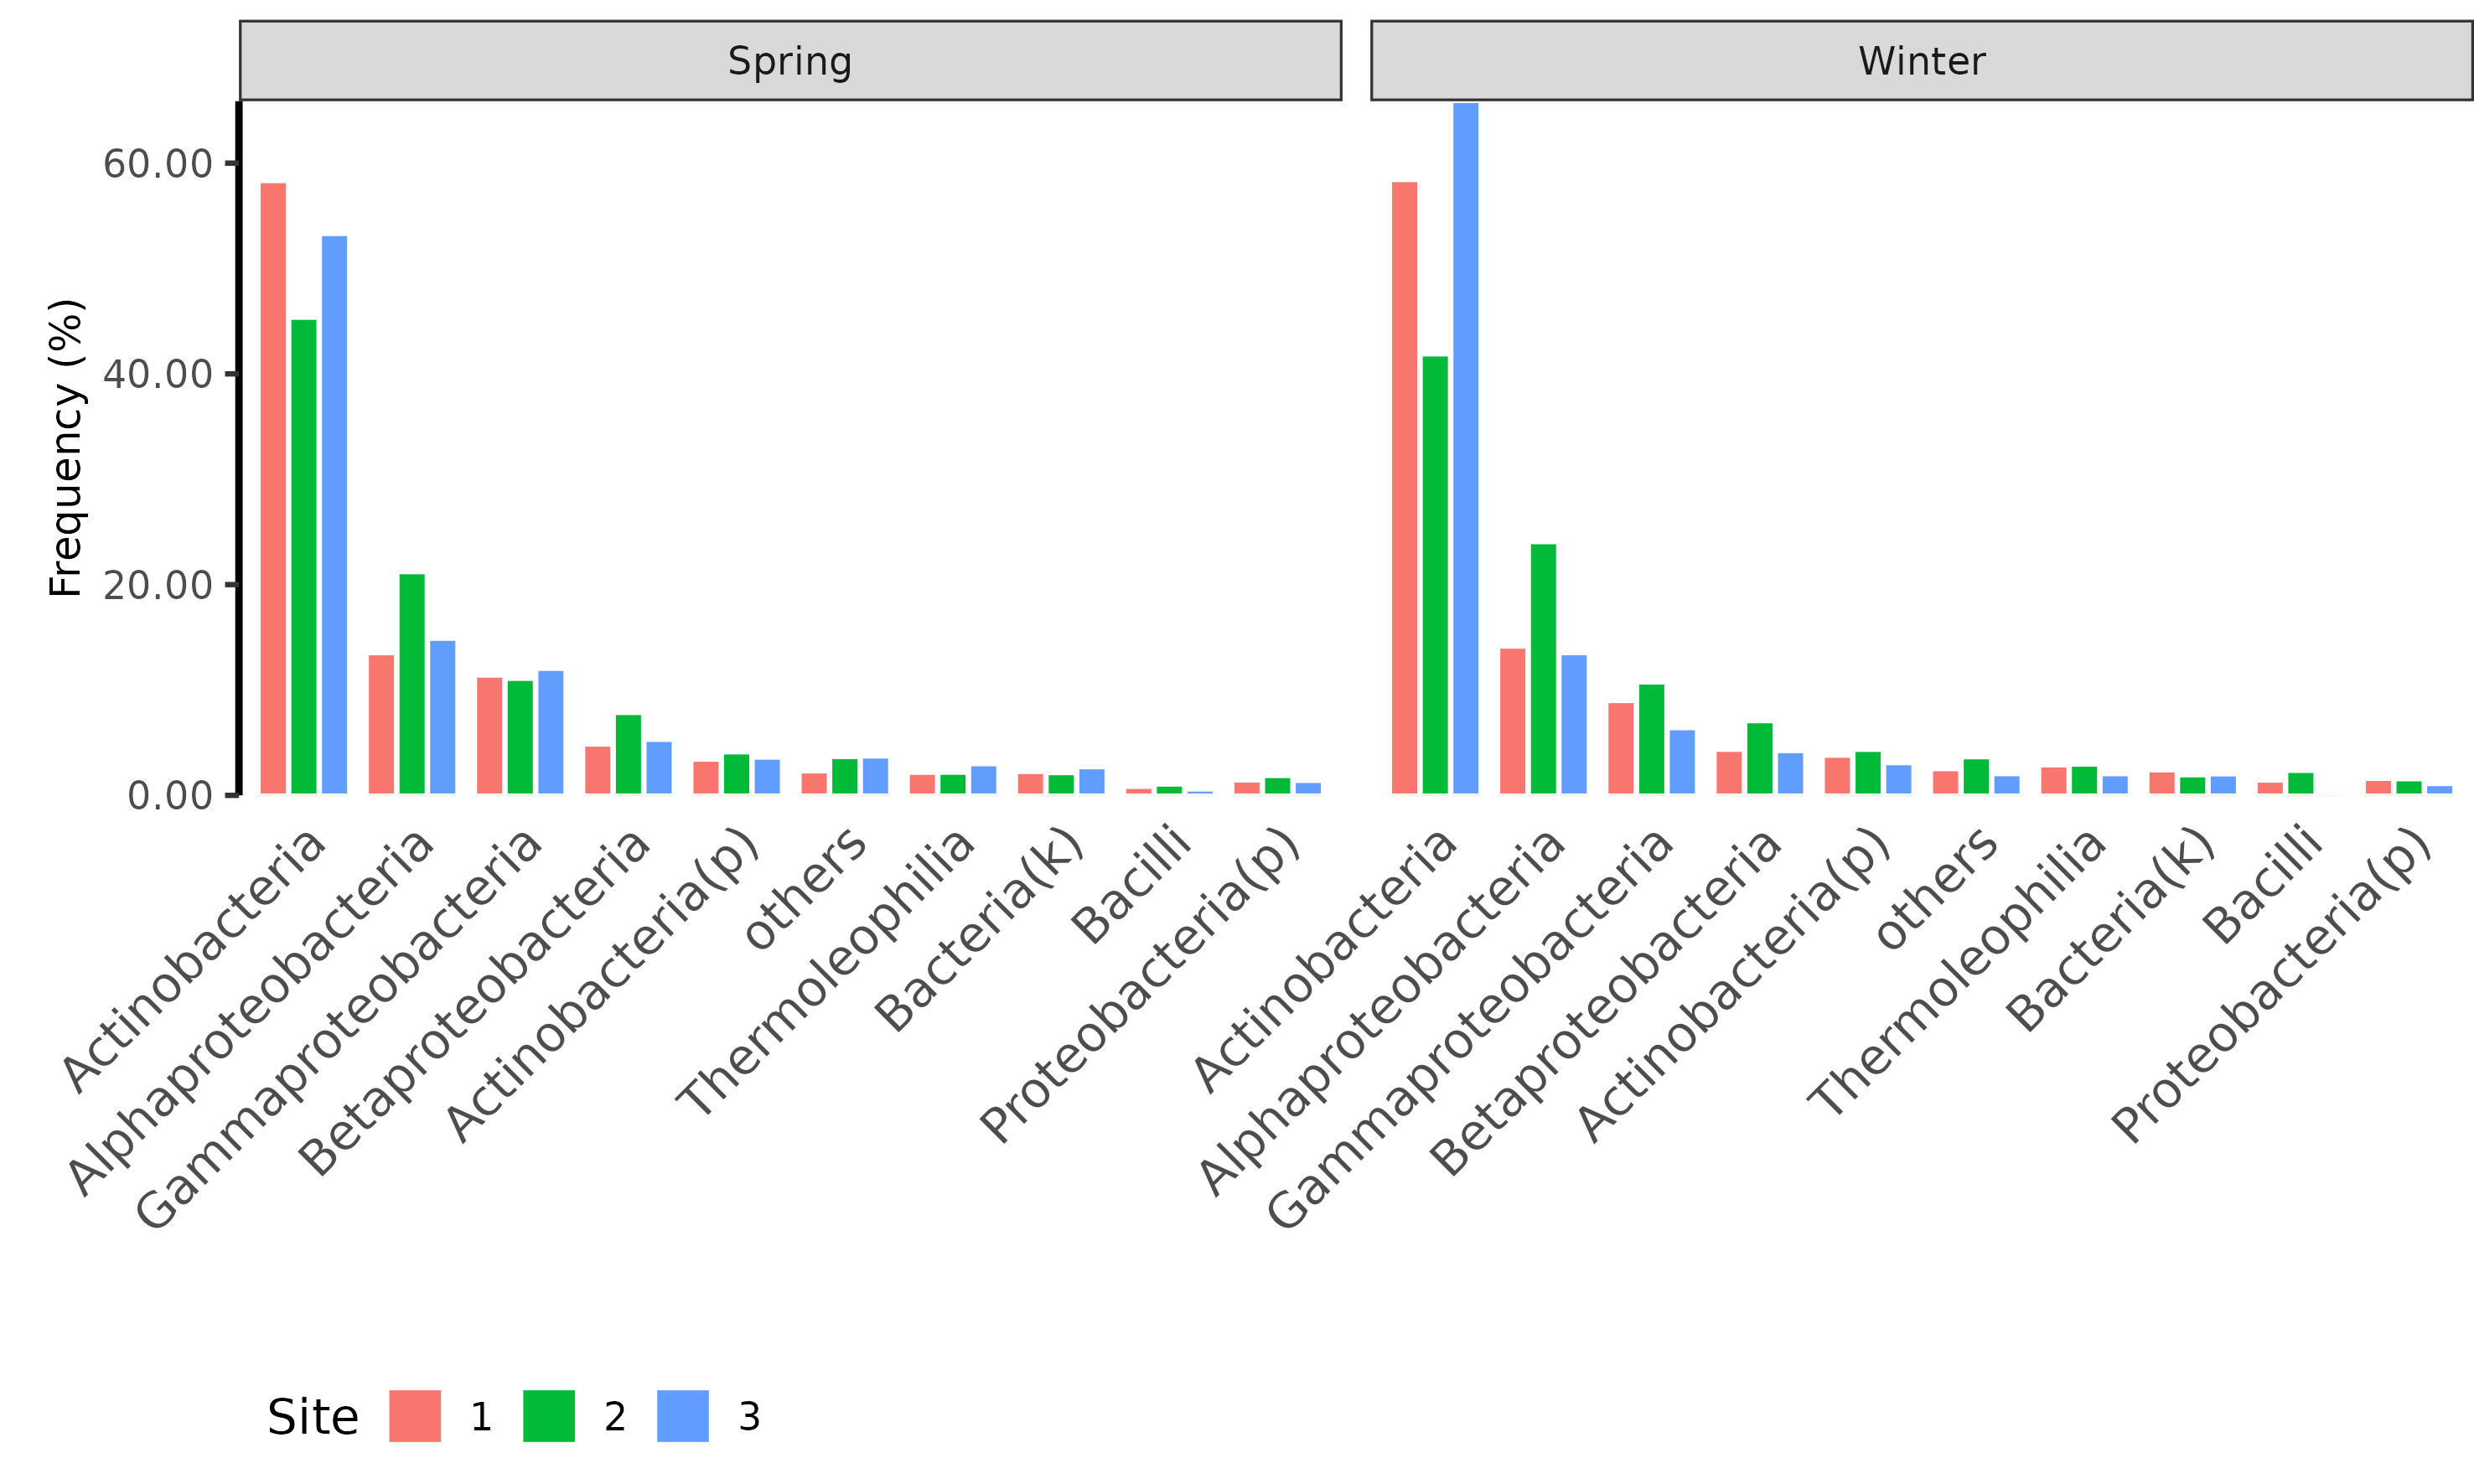 Spring
Winter
Frequency (%)
60.00
40.00
20.00
0.00
Actinobacteria
Alphaproteobacteria
Gammaproteobacteria
Betaproteobacteria
Actinobacteria(p)
others
Thermoleophilia
Bacteria(k)
Bacilli
Proteobacteria(p)
Actinobacteria
Alphaproteobacteria
Gammaproteobacteria
Betaproteobacteria
Actinobacteria(p)
others
Thermoleophilia
Bacteria(k)
Bacilli
Proteobacteria(p)
Site 1 2 3